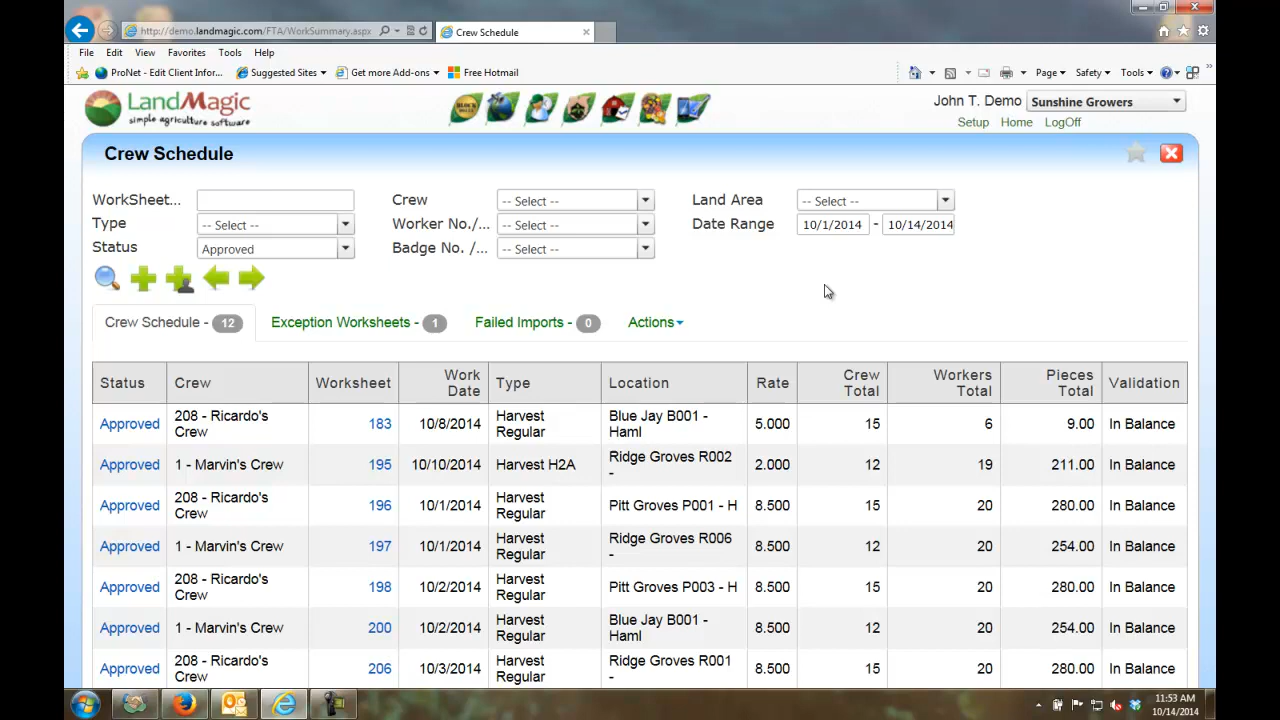 http://demo.landmagic.com/FTA/WorkSummary.aspx
Crew Schedule
File Edit View Favorites Tools Help
ProNet - Edit Client Infor... Suggested Sites Get more Add-ons Free Hotmail Page Safety Tools
LandMagic
simple agriculture software
John T. Demo Sunshine Growers
Setup Home LogOff
Crew Schedule
WorkSheet... Crew -- Select -- Land Area -- Select --
Type -- Select -- Worker No./... -- Select -- Date Range 10/1/2014 - 10/14/2014
Status Approved Badge No. /... -- Select --
Crew Schedule - 12 Exception Worksheets - 1 Failed Imports - 0 Actions
Status Crew Worksheet Work Date Type Location Rate Crew Total Workers Total Pieces Total Validation
Approved 208 - Ricardo's Crew 183 10/8/2014 Harvest Regular Blue Jay B001 - Haml 5.000 15 6 9.00 In Balance
Approved 1 - Marvin's Crew 195 10/10/2014 Harvest H2A Ridge Groves R002 - 2.000 12 19 211.00 In Balance
Approved 208 - Ricardo's Crew 196 10/1/2014 Harvest Regular Pitt Groves P001 - H 8.500 15 20 280.00 In Balance
Approved 1 - Marvin's Crew 197 10/1/2014 Harvest Regular Ridge Groves R006 - 8.500 12 20 254.00 In Balance
Approved 208 - Ricardo's Crew 198 10/2/2014 Harvest Regular Pitt Groves P003 - H 8.500 15 20 280.00 In Balance
Approved 1 - Marvin's Crew 200 10/2/2014 Harvest Regular Blue Jay B001 - Haml 8.500 12 20 254.00 In Balance
Approved 208 - Ricardo's Crew 206 10/3/2014 Harvest Regular Ridge Groves R001 - 8.500 15 20 280.00 In Balance
11:53 AM
10/14/2014